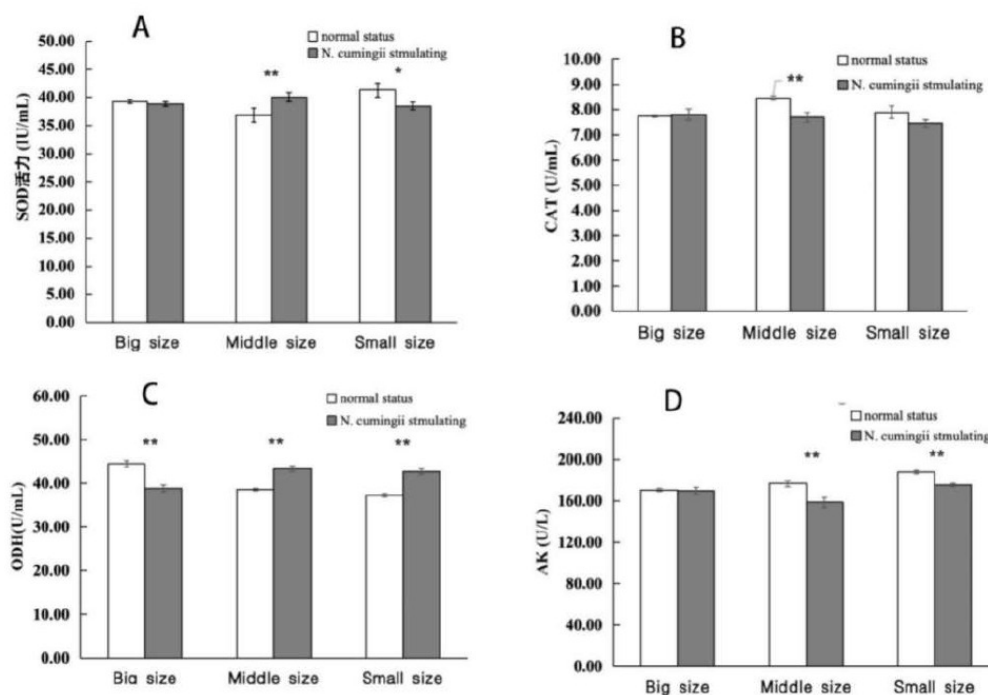 A
normal status
N. cumingii stmulating
50.00
45.00
40.00
35.00
30.00
25.00
20.00
15.00
10.00
5.00
0.00
SOD活力 (IU/mL)
**
*
Big size
Middle size
Small size
B
normal status
N. cumingii stmulating
10.00
9.00
8.00
7.00
6.00
5.00
4.00
3.00
2.00
1.00
0.00
CAT (U/mL)
**
Big size
Middle size
Small size
C
normal status
N. cumingii stmulating
60.00
50.00
40.00
30.00
20.00
10.00
0.00
ODH(U/mL)
**
**
**
Big size
Middle size
Small size
D
normal status
N. cumingii stmulating
240.00
200.00
160.00
120.00
80.00
40.00
0.00
AK (U/L)
**
**
Big size
Middle size
Small size